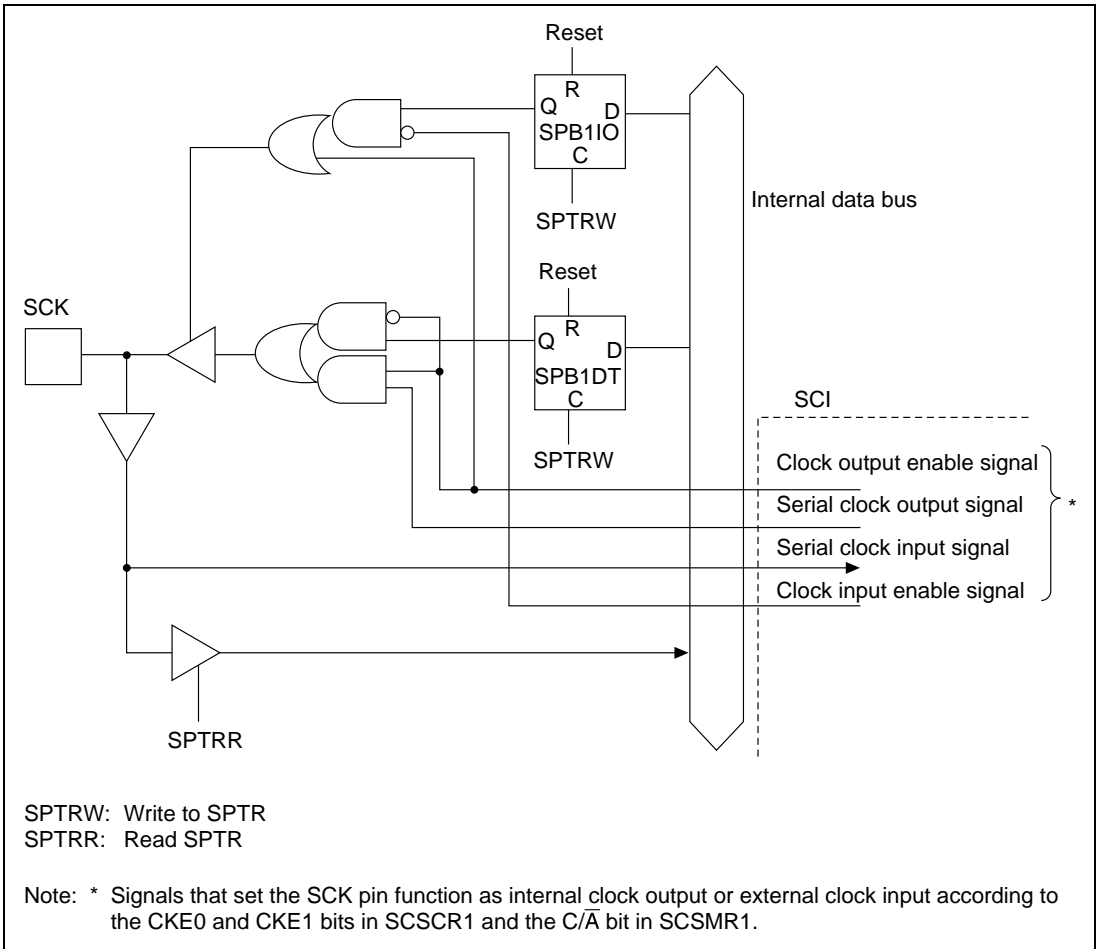 Reset
R
Q
D
SPB1IO
C
Internal data bus
SPTRW
Reset
SCK
R
Q
D
SPB1DT
C
SCI
SPTRW
Clock output enable signal
Serial clock output signal
*
Serial clock input signal
Clock input enable signal
SPTRR
SPTRW: Write to SPTR
SPTRR: Read SPTR
Note: * Signals that set the SCK pin function as internal clock output or external clock input according to
the CKE0 and CKE1 bits in SCSCR1 and the C/A̅ bit in SCSMR1.